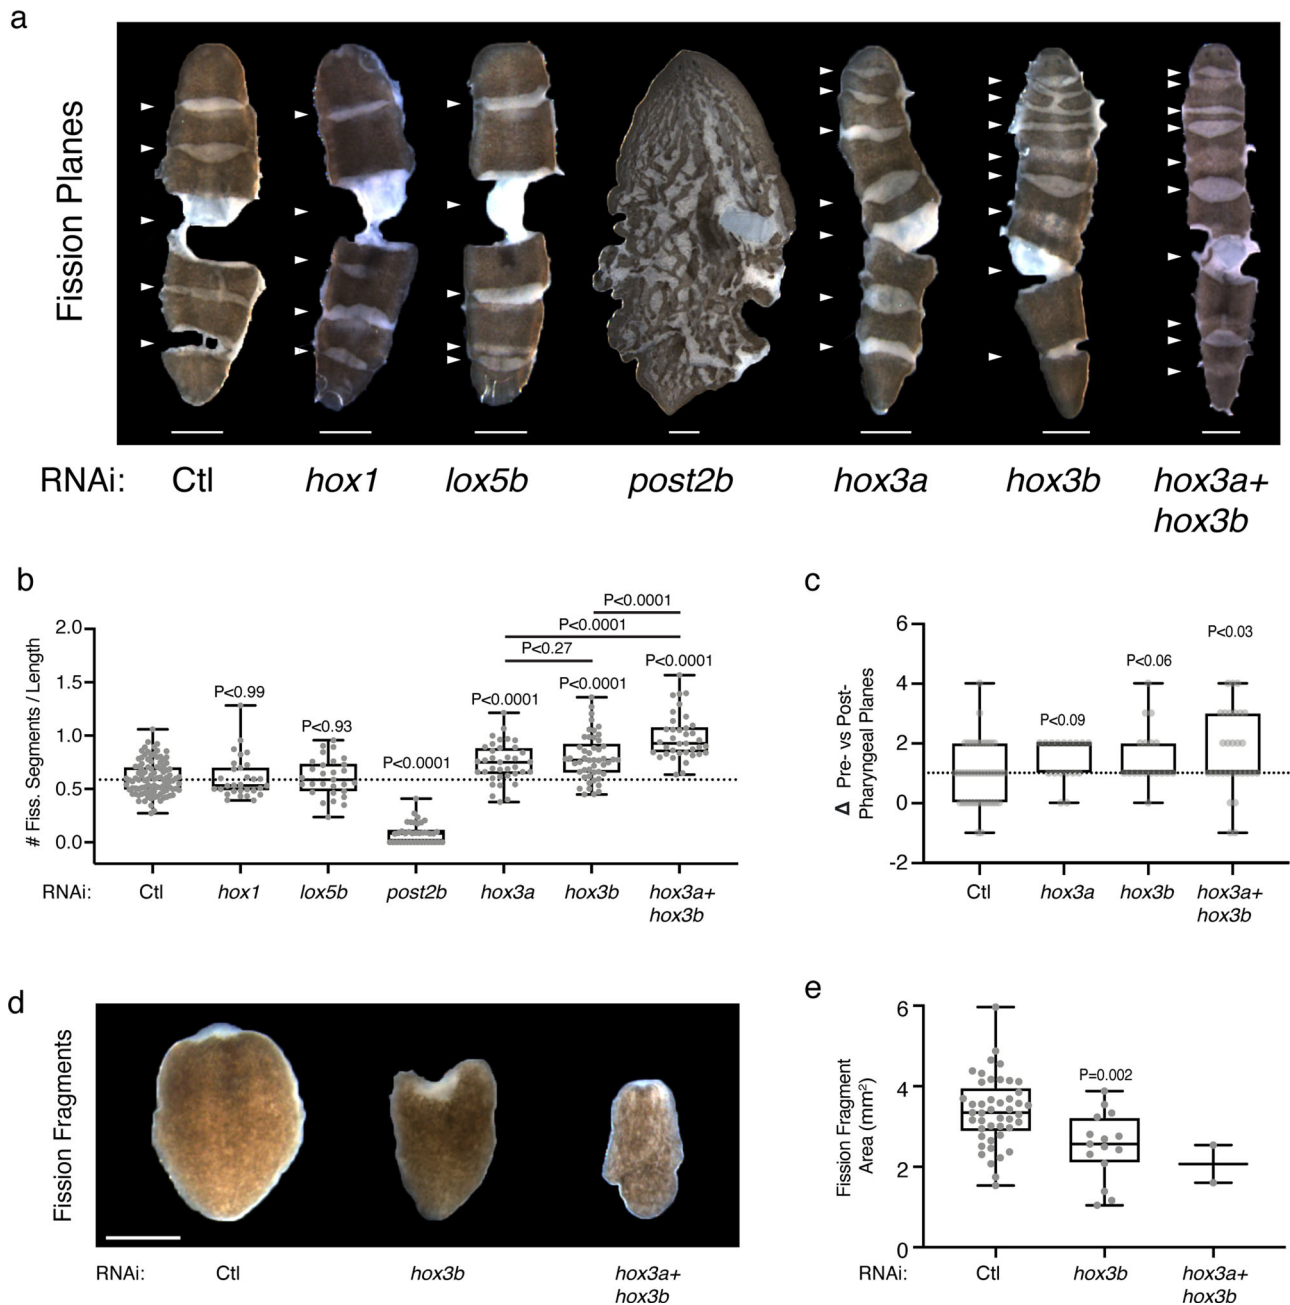 a
Fission Planes
RNAi: Ctl hox1 lox5b post2b hox3a hox3b hox3a+
hox3b
b
# Fiss. Segments / Length
2.0
1.5
1.0
0.5
0.0
P<0.99
P<0.93
P<0.0001
P<0.0001
P<0.0001
P<0.0001
P<0.27
P<0.0001
P<0.0001
RNAi: Ctl hox1 lox5b post2b hox3a hox3b hox3a+
hox3b
c
Δ Pre- vs Post-
Pharyngeal Planes
6
4
2
0
-2
P<0.09
P<0.06
P<0.03
Ctl hox3a hox3b hox3a+
hox3b
d
Fission Fragments
RNAi: Ctl hox3b hox3a+
hox3b
e
Fission Fragment
Area (mm²)
6
4
2
0
P=0.002
RNAi: Ctl hox3b hox3a+
hox3b